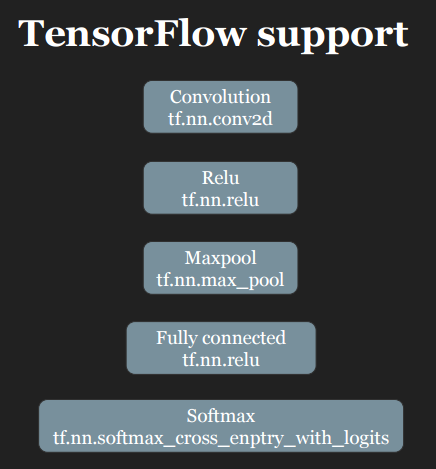 TensorFlow support
Convolution
tf.nn.conv2d
Relu
tf.nn.relu
Maxpool
tf.nn.max_pool
Fully connected
tf.nn.relu
Softmax
tf.nn.softmax_cross_enptry_with_logits